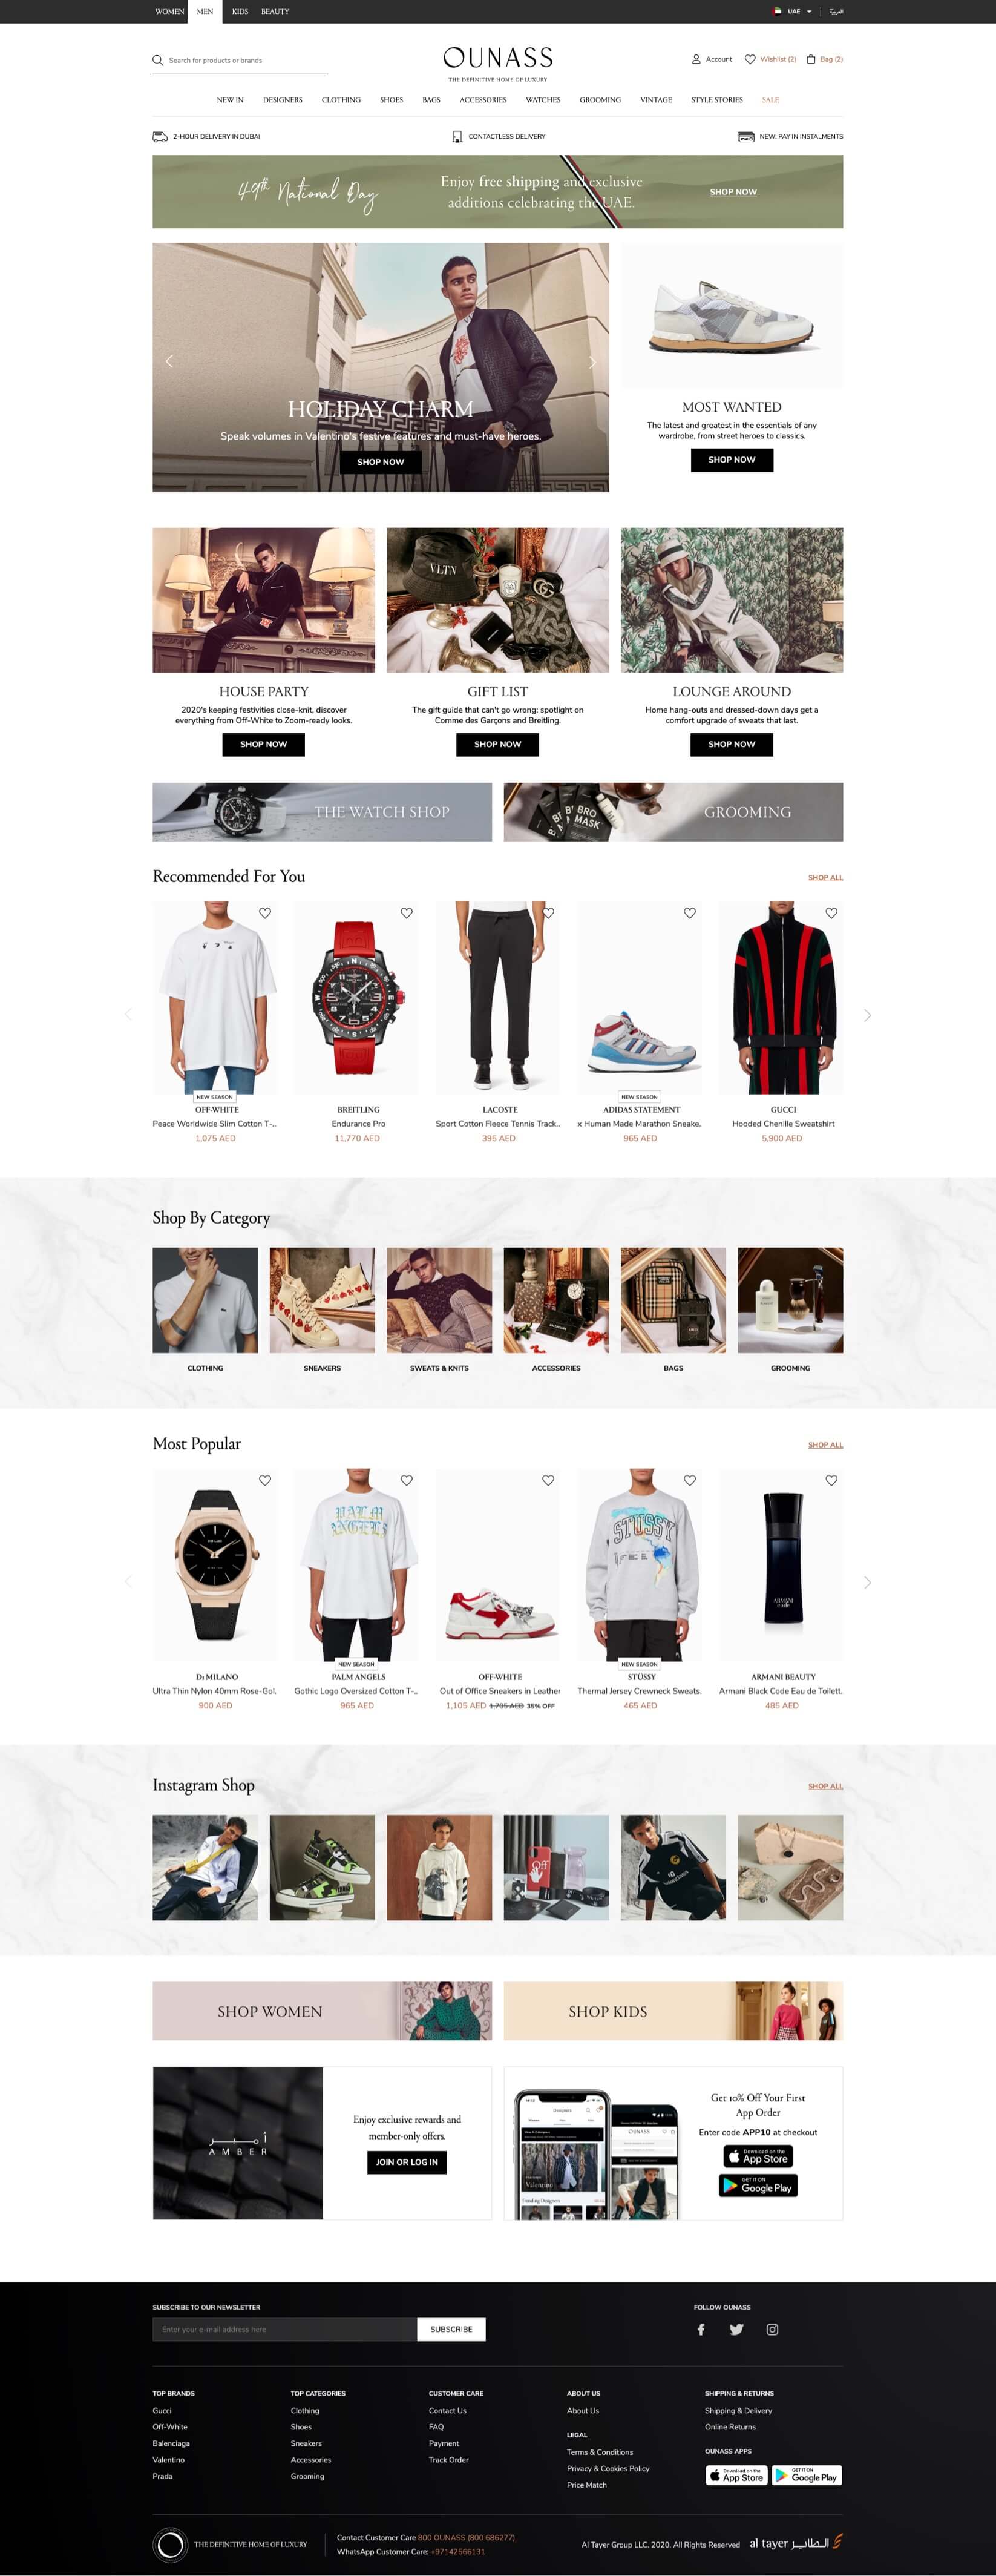 WOMEN MEN KIDS BEAUTY
UAE العربية
Search for products or brands
OUNASS
THE DEFINITIVE HOME OF LUXURY
Account Wishlist (2) Bag (2)
NEW IN DESIGNERS CLOTHING SHOES BAGS ACCESSORIES WATCHES GROOMING VINTAGE STYLE STORIES SALE
2-HOUR DELIVERY IN DUBAI CONTACTLESS DELIVERY NEW: PAY IN INSTALMENTS
49th National Day
Enjoy free shipping and exclusive
additions celebrating the UAE.
SHOP NOW
HOLIDAY CHARM
Speak volumes in Valentino's festive features and must-have heroes.
SHOP NOW
MOST WANTED
The latest and greatest in the essentials of any
wardrobe, from street heroes to classics.
SHOP NOW
VLTN
HOUSE PARTY
2020's keeping festivities close-knit, discover
everything from Off-White to Zoom-ready looks.
SHOP NOW
GIFT LIST
The gift guide that can't go wrong: spotlight on
Comme des Garçons and Breitling.
SHOP NOW
LOUNGE AROUND
Home hang-outs and dressed-down days get a
comfort upgrade of sweats that last.
SHOP NOW
THE WATCH SHOP
BRO
MASK
GROOMING
Recommended For You
SHOP ALL
NEW SEASON
OFF-WHITE
Peace Worldwide Slim Cotton T-...
1,075 AED
BREITLING
Endurance Pro
11,770 AED
LACOSTE
Sport Cotton Fleece Tennis Track..
395 AED
NEW SEASON
ADIDAS STATEMENT
x Human Made Marathon Sneake.
965 AED
GUCCI
Hooded Chenille Sweatshirt
5,900 AED
Shop By Category
CLOTHING SNEAKERS SWEATS & KNITS ACCESSORIES BAGS GROOMING
Most Popular
SHOP ALL
D1 MILANO
Ultra Thin Nylon 40mm Rose-Gol.
900 AED
PALM
ANGELS
NEW SEASON
PALM ANGELS
Gothic Logo Oversized Cotton T-...
965 AED
OFF-WHITE
Out of Office Sneakers in Leather
1,105 AED 1,705 AED 35% OFF
STUSSY
NEW SEASON
STÜSSY
Thermal Jersey Crewneck Sweats.
465 AED
ARMANI
code
ARMANI BEAUTY
Armani Black Code Eau de Toilett.
485 AED
Instagram Shop
SHOP ALL
Off
SHOP WOMEN
SHOP KIDS
أمبر
AMBER
Enjoy exclusive rewards and
member-only offers.
JOIN OR LOG IN
Designers
OUNASS
Valentino
Trending Designers
Get 10% Off Your First
App Order
Enter code APP10 at checkout
Download on the
App Store
GET IT ON
Google Play
SUBSCRIBE TO OUR NEWSLETTER
Enter your e-mail address here
SUBSCRIBE
FOLLOW OUNASS
TOP BRANDS
Gucci
Off-White
Balenciaga
Valentino
Prada
TOP CATEGORIES
Clothing
Shoes
Sneakers
Accessories
Grooming
CUSTOMER CARE
Contact Us
FAQ
Payment
Track Order
ABOUT US
About Us
LEGAL
Terms & Conditions
Privacy & Cookies Policy
Price Match
SHIPPING & RETURNS
Shipping & Delivery
Online Returns
OUNASS APPS
Download on the
App Store
GET IT ON
Google Play
THE DEFINITIVE HOME OF LUXURY
Contact Customer Care 800 OUNASS (800 686277)
WhatsApp Customer Care: +97142566131
Al Tayer Group LLC. 2020. All Rights Reserved
al tayer الطاير